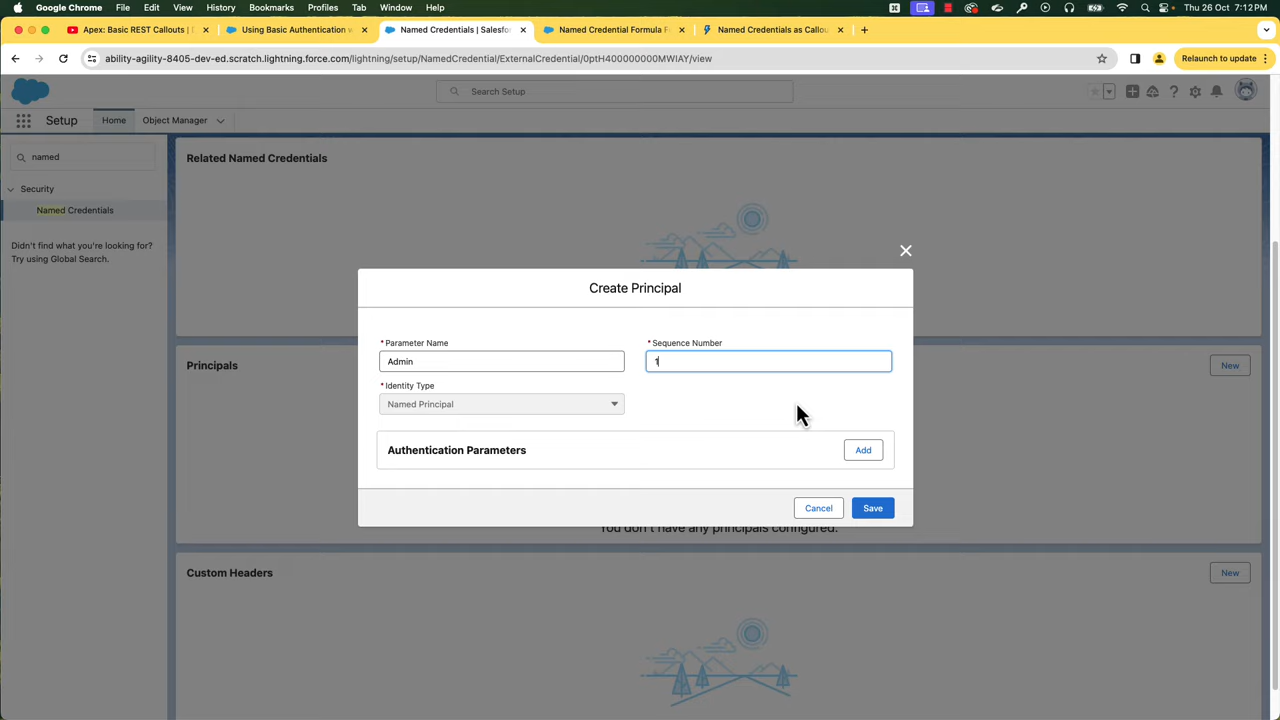 Google Chrome File Edit View History Bookmarks Profiles Tab Window Help Thu 26 Oct 7:12 PM
Apex: Basic REST Callouts | Using Basic Authentication Named Credentials | Salesfo Named Credential Formula F Named Credentials as Callou
ability-agility-8405-dev-ed.scratch.lightning.force.com/lightning/setup/NamedCredential/ExternalCredential/0ptH400000000MWIAY/view Relaunch to update
Search Setup
Setup Home Object Manager
named
Security
Named Credentials
Didn't find what you're looking for?
Try using Global Search.
Related Named Credentials
Create Principal
* Parameter Name * Sequence Number
Admin 1
Principals New
* Identity Type
Named Principal
Authentication Parameters Add
Cancel Save
You don't have any principals configured.
Custom Headers New